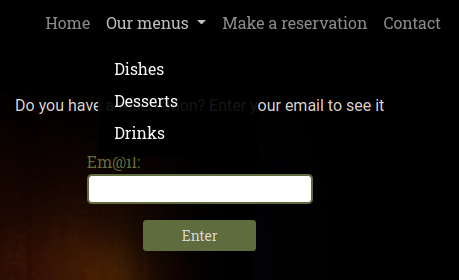 Home Our menus Make a reservation Contact
Dishes
Do you have a reservation? Enter your email to see it
Desserts
Drinks
Em@il:
Enter